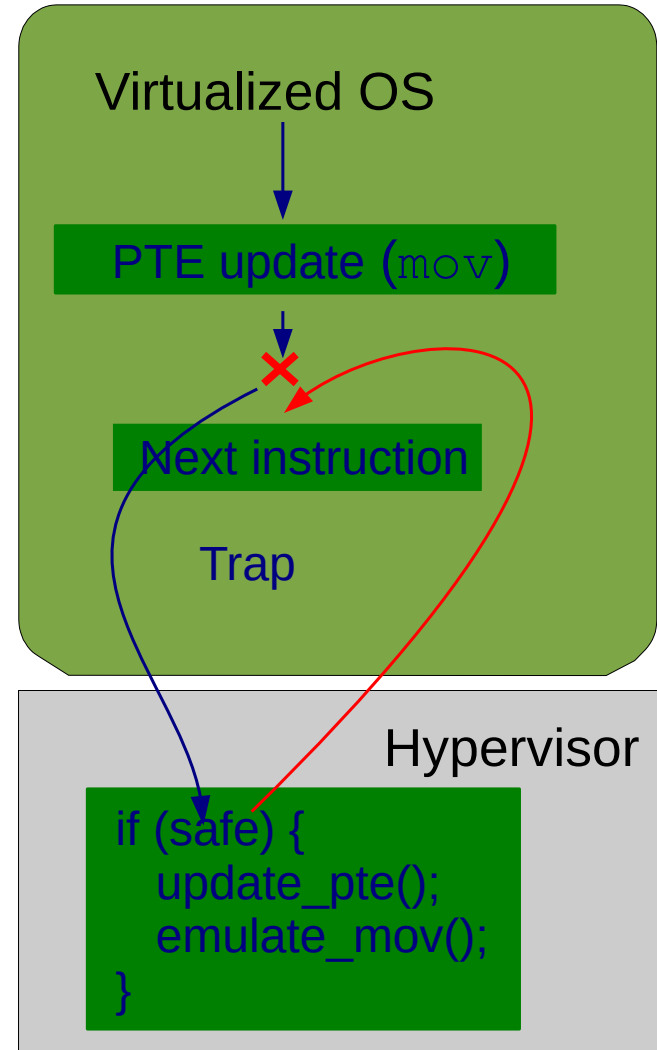 Virtualized OS
PTE update (mov)
Next instruction
Trap
Hypervisor
if (safe) {
update_pte();
emulate_mov();
}